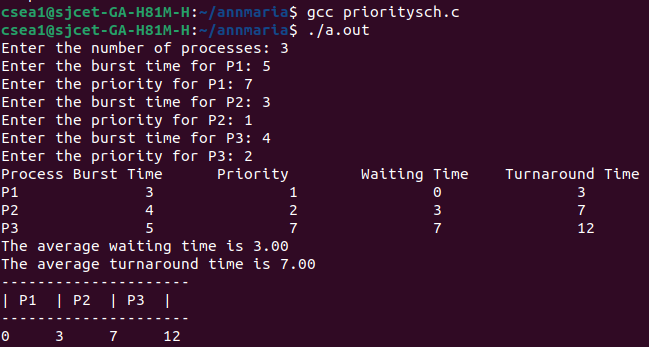 csea1@sjcet-GA-H81M-H:~/annmaria$ gcc prioritysch.c
csea1@sjcet-GA-H81M-H:~/annmaria$ ./a.out
Enter the number of processes: 3
Enter the burst time for P1: 5
Enter the priority for P1: 7
Enter the burst time for P2: 3
Enter the priority for P2: 1
Enter the burst time for P3: 4
Enter the priority for P3: 2
Process Burst Time      Priority        Waiting Time    Turnaround Time
P1              3               1               0               3
P2              4               2               3               7
P3              5               7               7               12
The average waiting time is 3.00
The average turnaround time is 7.00
---------------------
| P1  | P2  | P3  |
---------------------
0     3     7     12